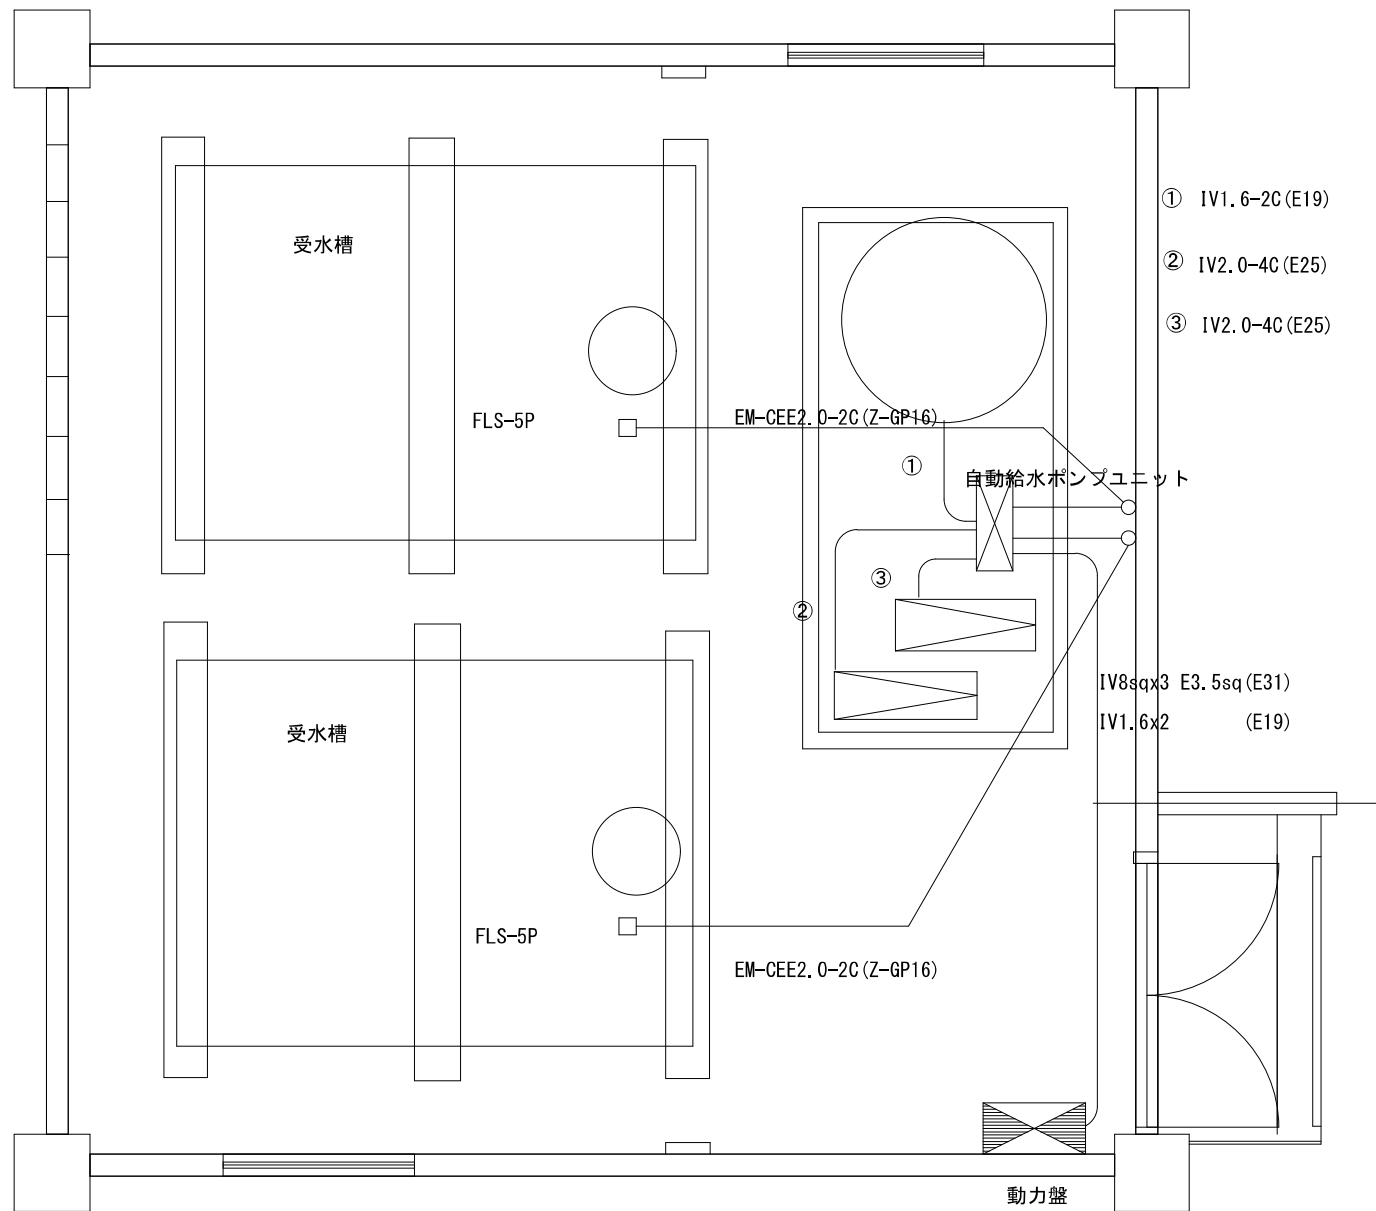 ① IV1.6-2C(E19)
受水槽
② IV2.0-4C(E25)
③ IV2.0-4C(E25)
FLS-5P
EM-CEE2.0-2C(Z-GP16)
①
自動給水ポンプユニット
③
②
IV8sqx3 E3.5sq(E31)
IV1.6x2 (E19)
受水槽
FLS-5P
EM-CEE2.0-2C(Z-GP16)
動力盤